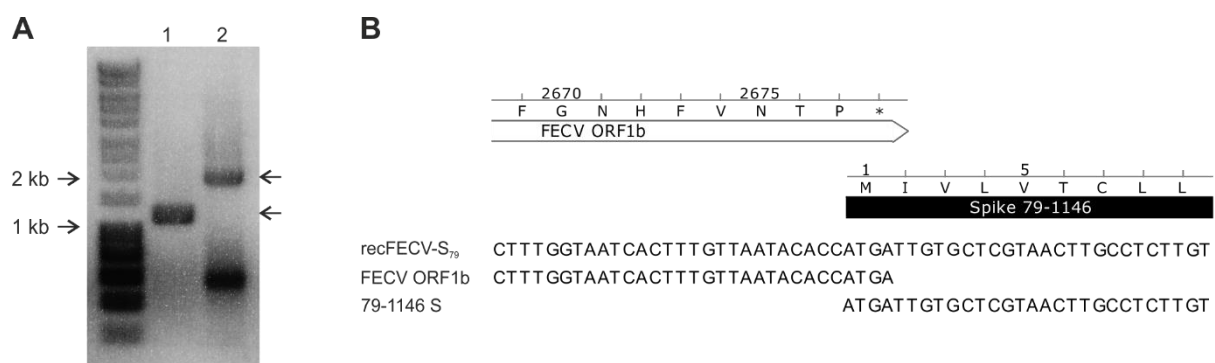 A
1 2
2 kb
1 kb
B
2670 2675
F G N H F V N T P *
FECV ORF1b
1 5
M I V L V T C L L
Spike 79-1146
recFECV-S79 CTTTGGTAATCACTTTGTTAATACACCATGATTGTGCTCGTAACTTGCCTCTTGT
FECV ORF1b CTTTGGTAATCACTTTGTTAATACACCATGA
79-1146 S ATGATTGTGCTCGTAACTTGCCTCTTGT